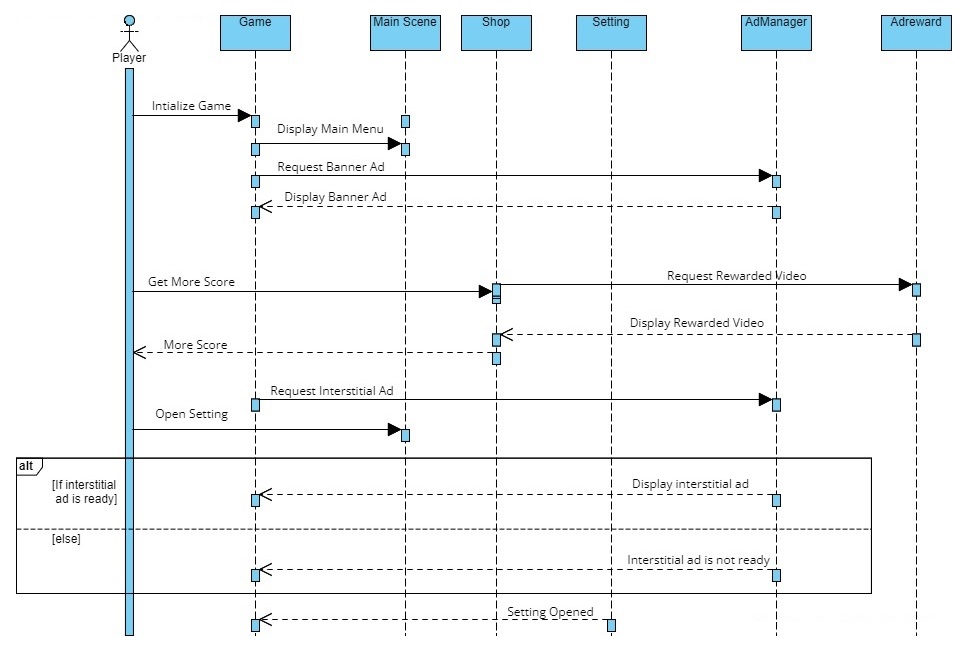 Game
Main Scene
Shop
Setting
AdManager
Adreward
Player
Intialize Game
Display Main Menu
Request Banner Ad
Display Banner Ad
Get More Score
Request Rewarded Video
Display Rewarded Video
More Score
Request Interstitial Ad
Open Setting
alt
[If interstitial
ad is ready]
Display interstitial ad
[else]
Interstitial ad is not ready
Setting Opened